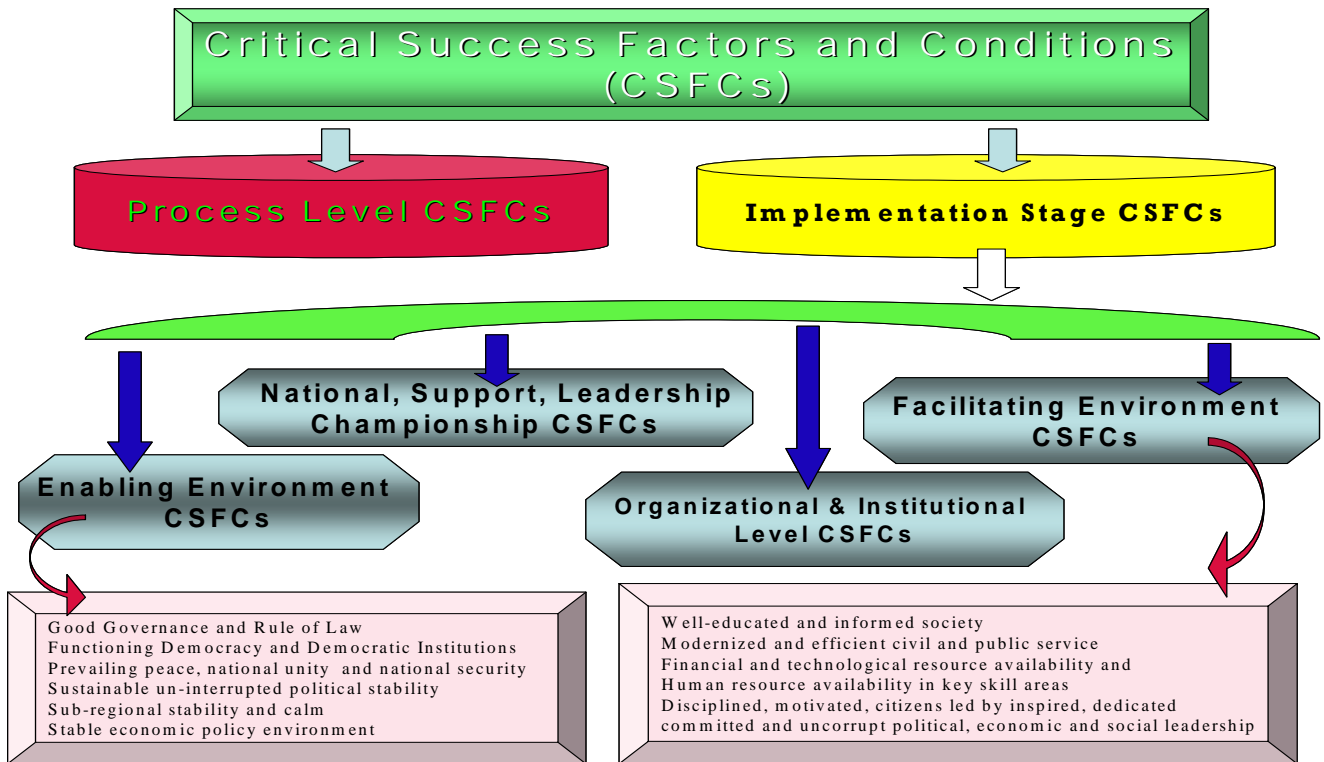 Critical Success Factors and Conditions
(CSFCs)
Process Level CSFCs
Implementation Stage CSFCs
National, Support, Leadership
Championship CSFCs
Facilitating Environment
CSFCs
Enabling Environment
CSFCs
Organizational & Institutional
Level CSFCs
Good Governance and Rule of Law
Functioning Democracy and Democratic Institutions
Prevailing peace, national unity and national security
Sustainable un-interrupted political stability
Sub-regional stability and calm
Stable economic policy environment
Well-educated and informed society
Modernized and efficient civil and public service
Financial and technological resource availability and
Human resource availability in key skill areas
Disciplined, motivated, citizens led by inspired, dedicated
committed and uncorrupt political, economic and social leadership